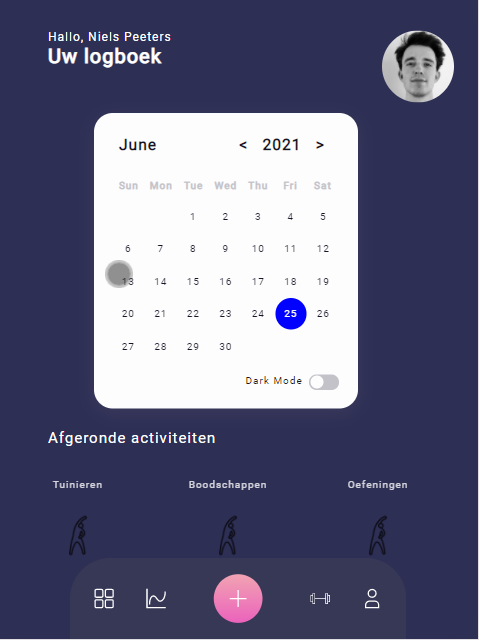 Hallo, Niels Peeters
Uw logboek
June < 2021 >
Sun Mon Tue Wed Thu Fri Sat
1 2 3 4 5
6 7 8 9 10 11 12
13 14 15 16 17 18 19
20 21 22 23 24 25 26
27 28 29 30
Dark Mode
Afgeronde activiteiten
Tuinieren Boodschappen Oefeningen